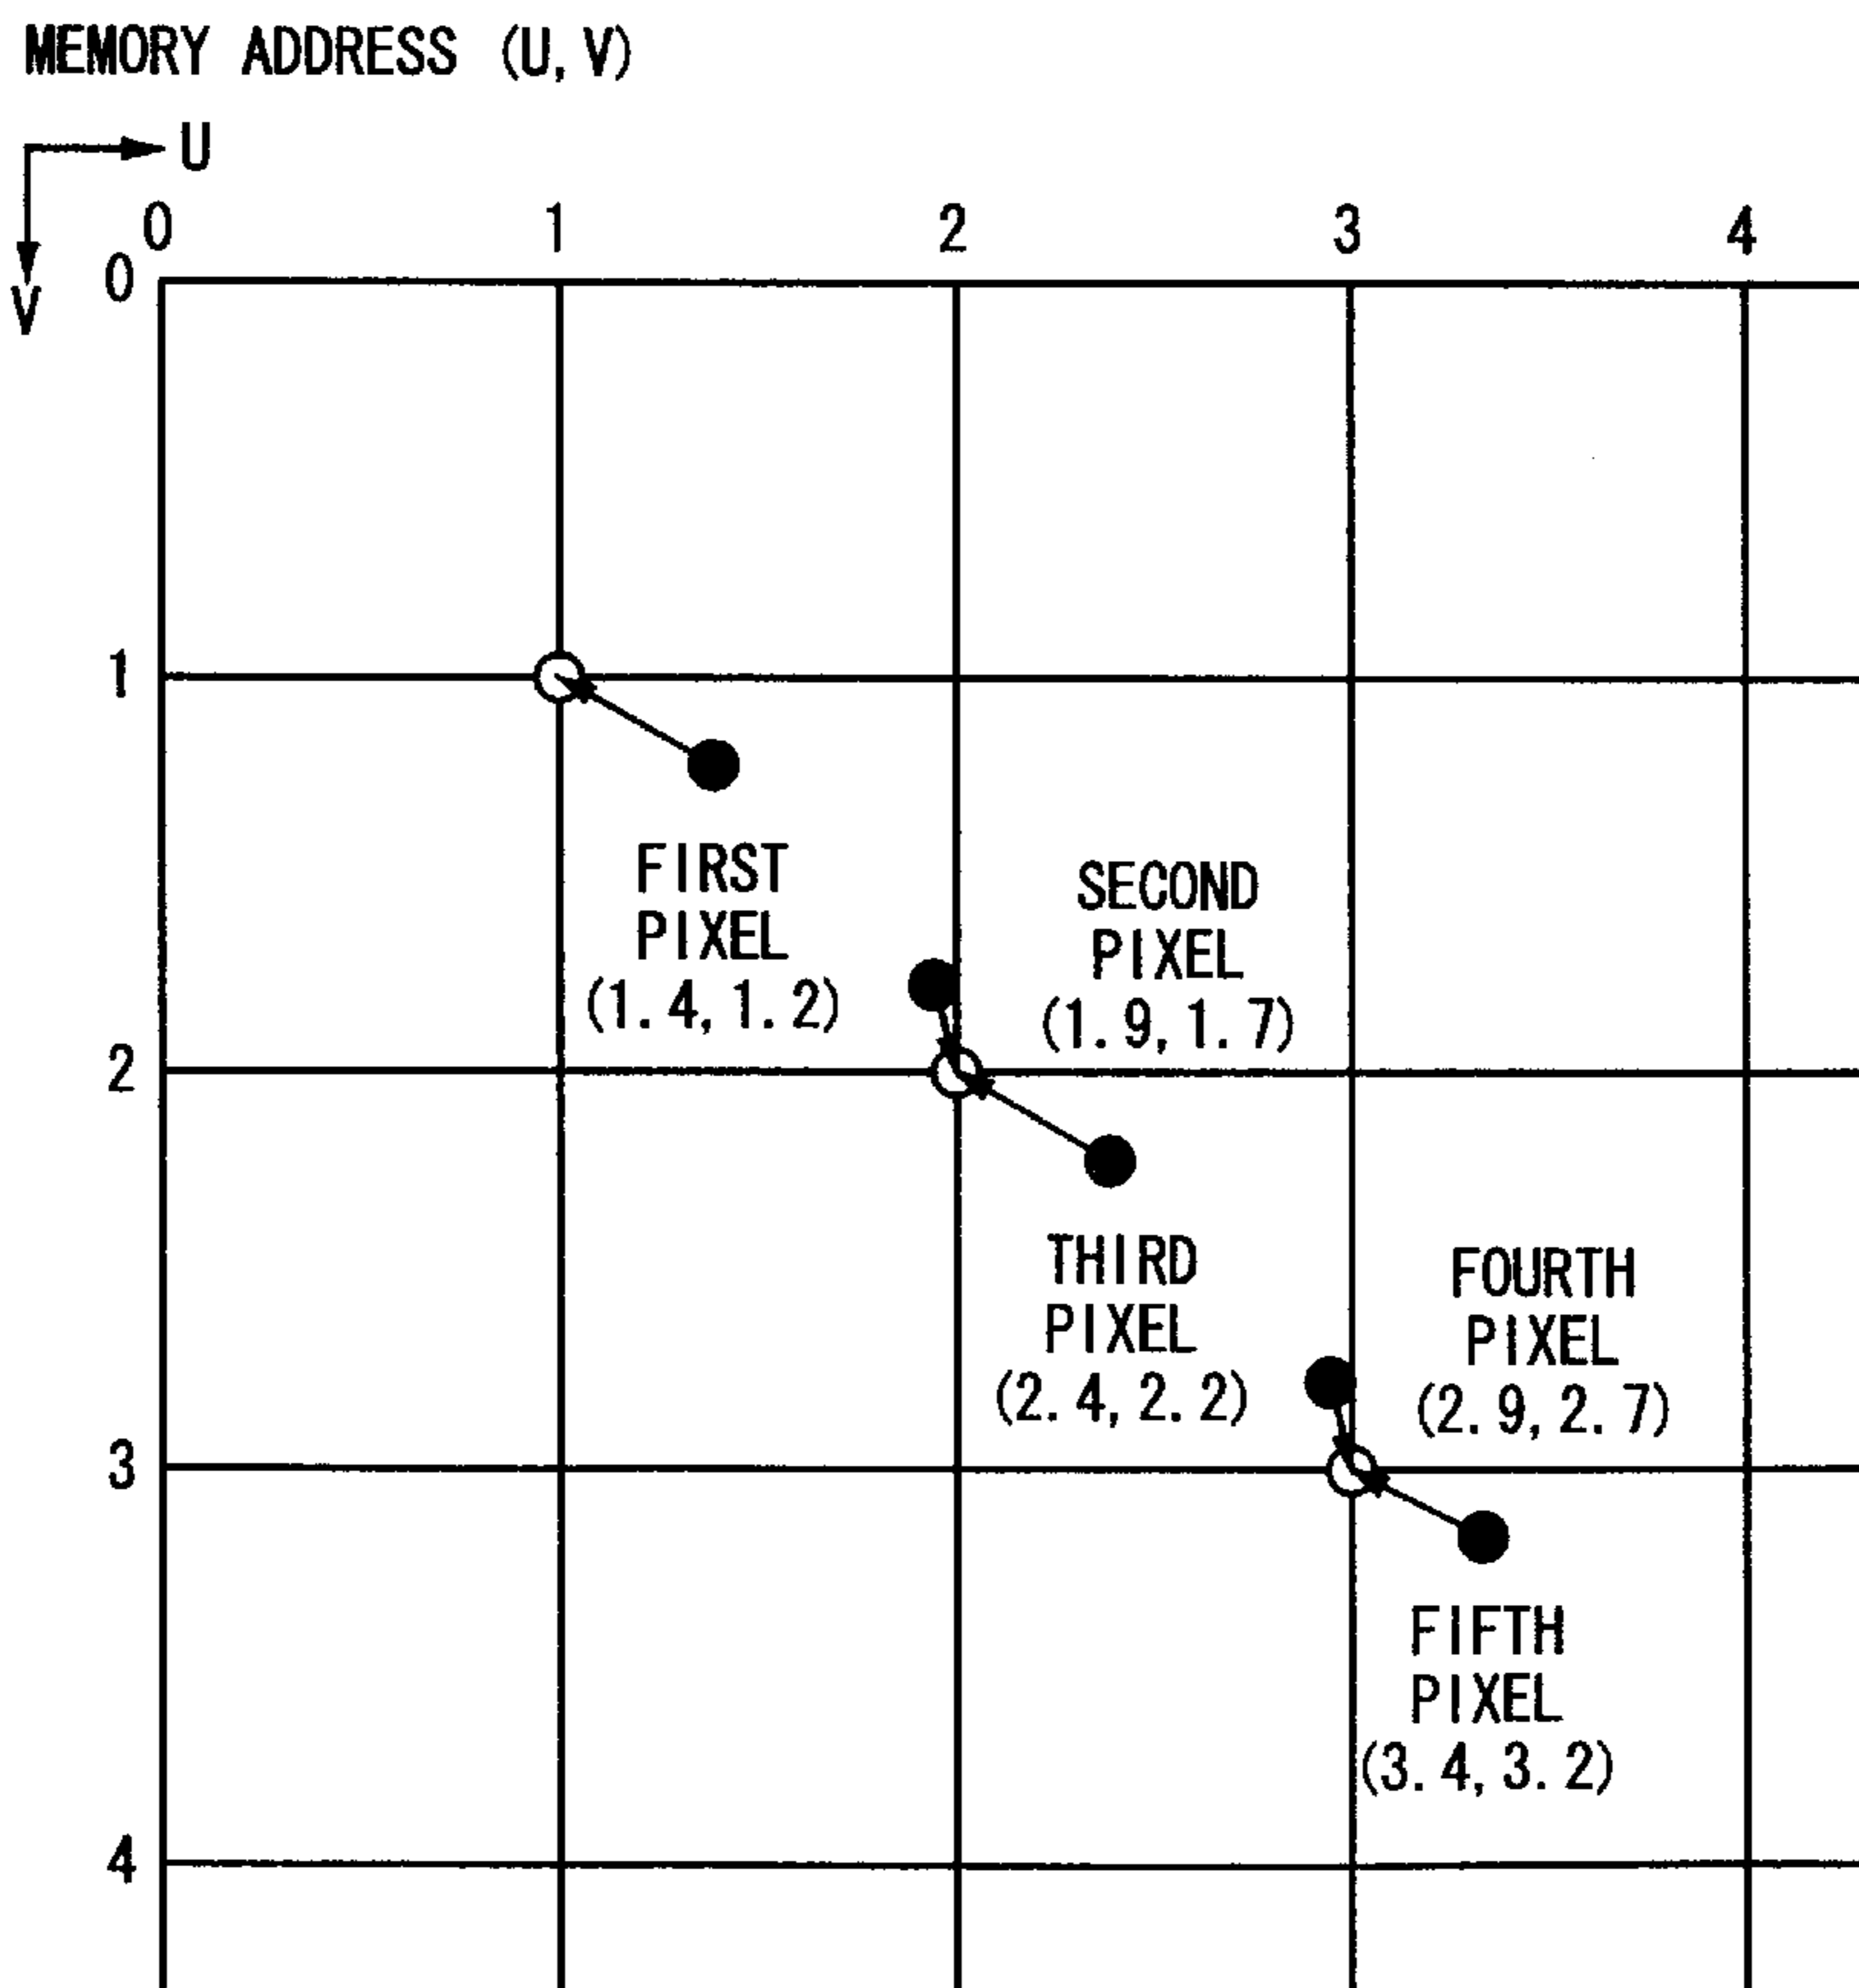 MEMORY ADDRESS (U, V)
U
V
0 1 2 3 4
0
1
FIRST
PIXEL
(1.4, 1.2)
SECOND
PIXEL
(1.9, 1.7)
2
THIRD
PIXEL
(2.4, 2.2)
FOURTH
PIXEL
(2.9, 2.7)
3
FIFTH
PIXEL
(3.4, 3.2)
4